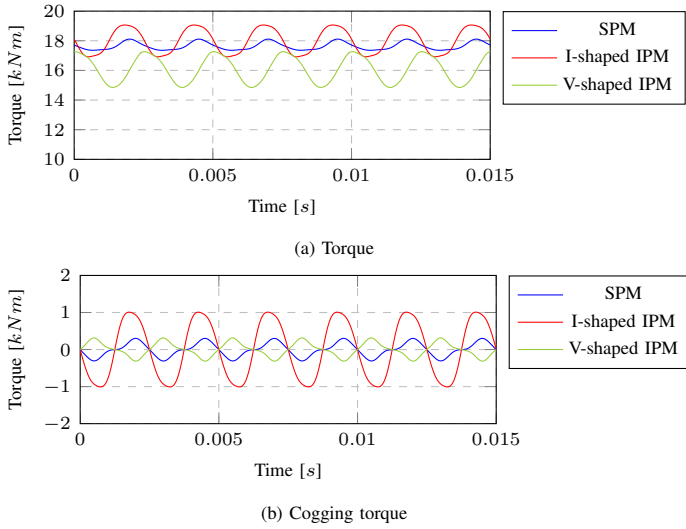 20
18
16
14
12
10
Torque [kNm]
0
0.005
0.01
0.015
Time [s]
SPM
I-shaped IPM
V-shaped IPM
(a) Torque
2
1
0
−1
−2
Torque [kNm]
0
0.005
0.01
0.015
Time [s]
SPM
I-shaped IPM
V-shaped IPM
(b) Cogging torque